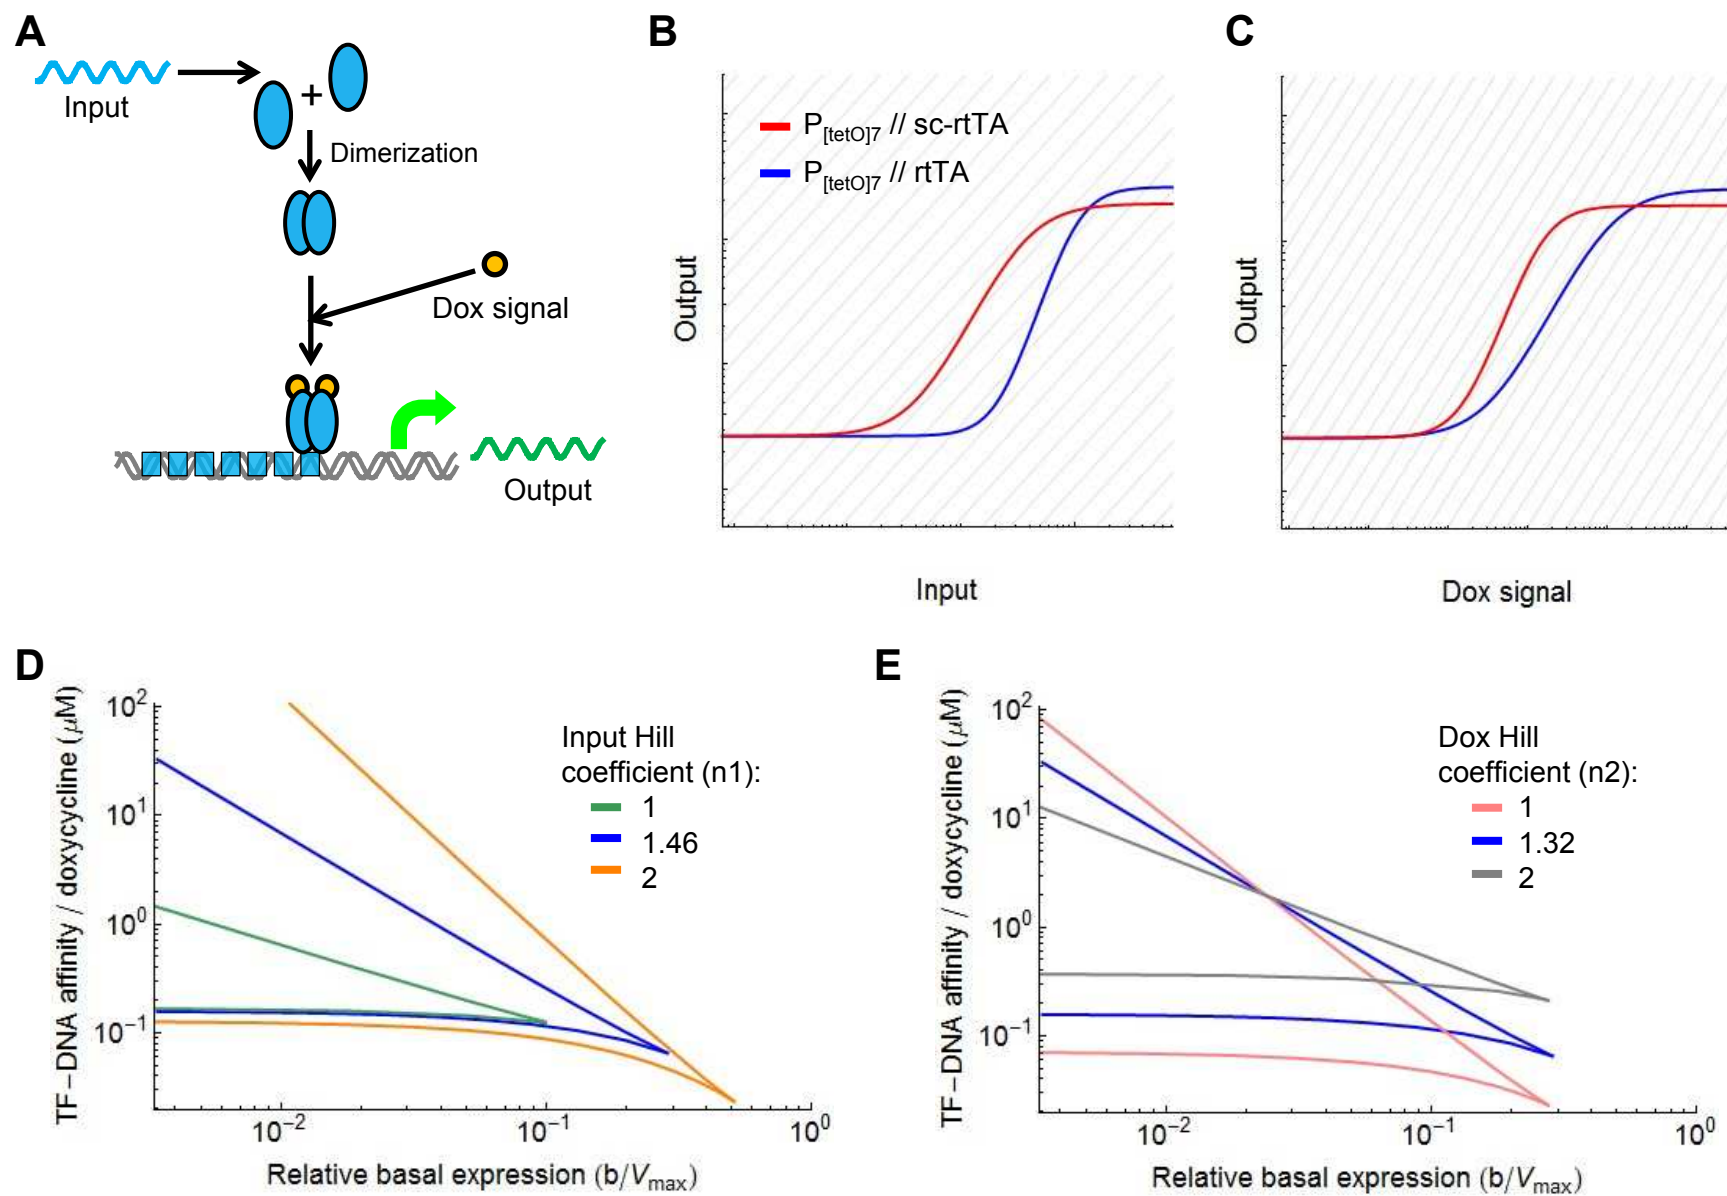 A
Input
+
Dimerization
Dox signal
Output
B
P[tetO]7 // sc-rtTA
P[tetO]7 // rtTA
Output
Input
C
Output
Dox signal
D
TF-DNA affinity / doxycycline (μM)
10^2
10^1
10^0
10^-1
Input Hill
coefficient (n1):
1
1.46
2
10^-2
10^-1
10^0
Relative basal expression (b/Vmax)
E
TF-DNA affinity / doxycycline (μM)
10^2
10^1
10^0
10^-1
Dox Hill
coefficient (n2):
1
1.32
2
10^-2
10^-1
10^0
Relative basal expression (b/Vmax)